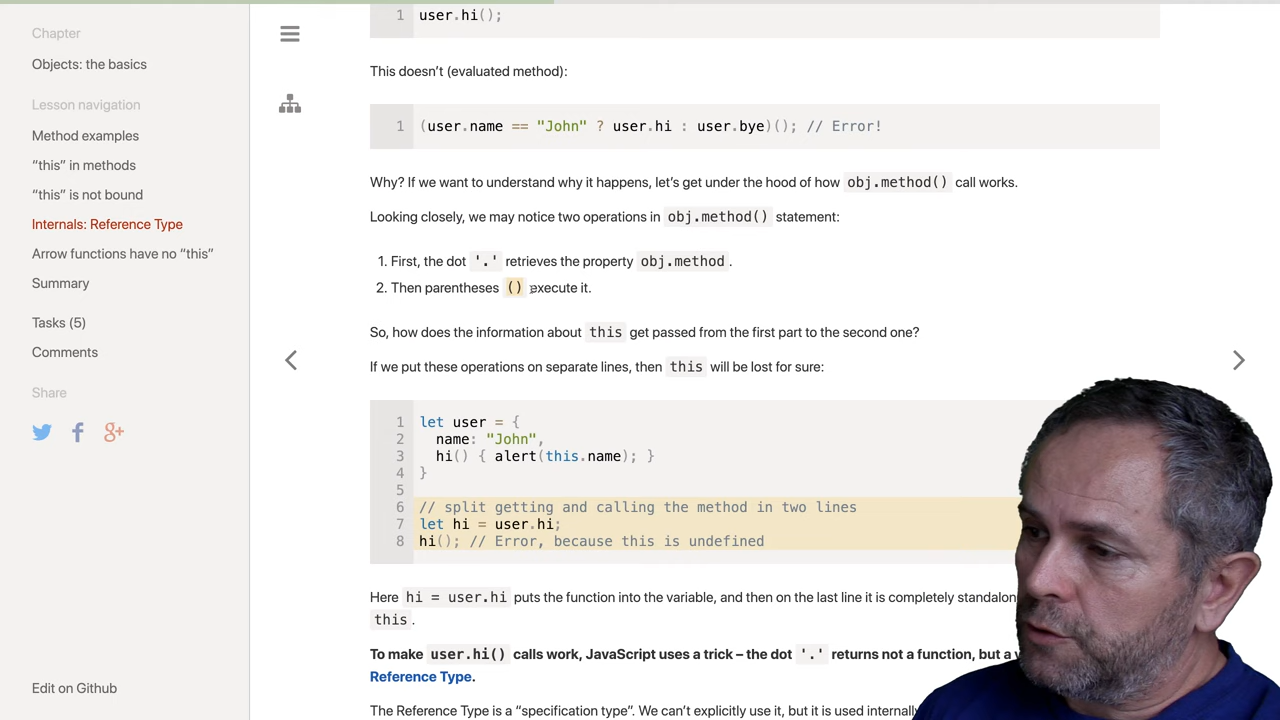 Chapter
Objects: the basics
Lesson navigation
Method examples
“this” in methods
“this” is not bound
Internals: Reference Type
Arrow functions have no “this”
Summary
Tasks (5)
Comments
Share
Edit on Github
1 user.hi();
This doesn’t (evaluated method):
1 (user.name == "John" ? user.hi : user.bye)(); // Error!
Why? If we want to understand why it happens, let’s get under the hood of how obj.method() call works.
Looking closely, we may notice two operations in obj.method() statement:
1. First, the dot '.' retrieves the property obj.method .
2. Then parentheses () execute it.
So, how does the information about this get passed from the first part to the second one?
If we put these operations on separate lines, then this will be lost for sure:
1 let user = {
2 name: "John",
3 hi() { alert(this.name); }
4 }
5
6 // split getting and calling the method in two lines
7 let hi = user.hi;
8 hi(); // Error, because this is undefined
Here hi = user.hi puts the function into the variable, and then on the last line it is completely standalon
this .
To make user.hi() calls work, JavaScript uses a trick – the dot '.' returns not a function, but a
Reference Type.
The Reference Type is a “specification type”. We can’t explicitly use it, but it is used internally